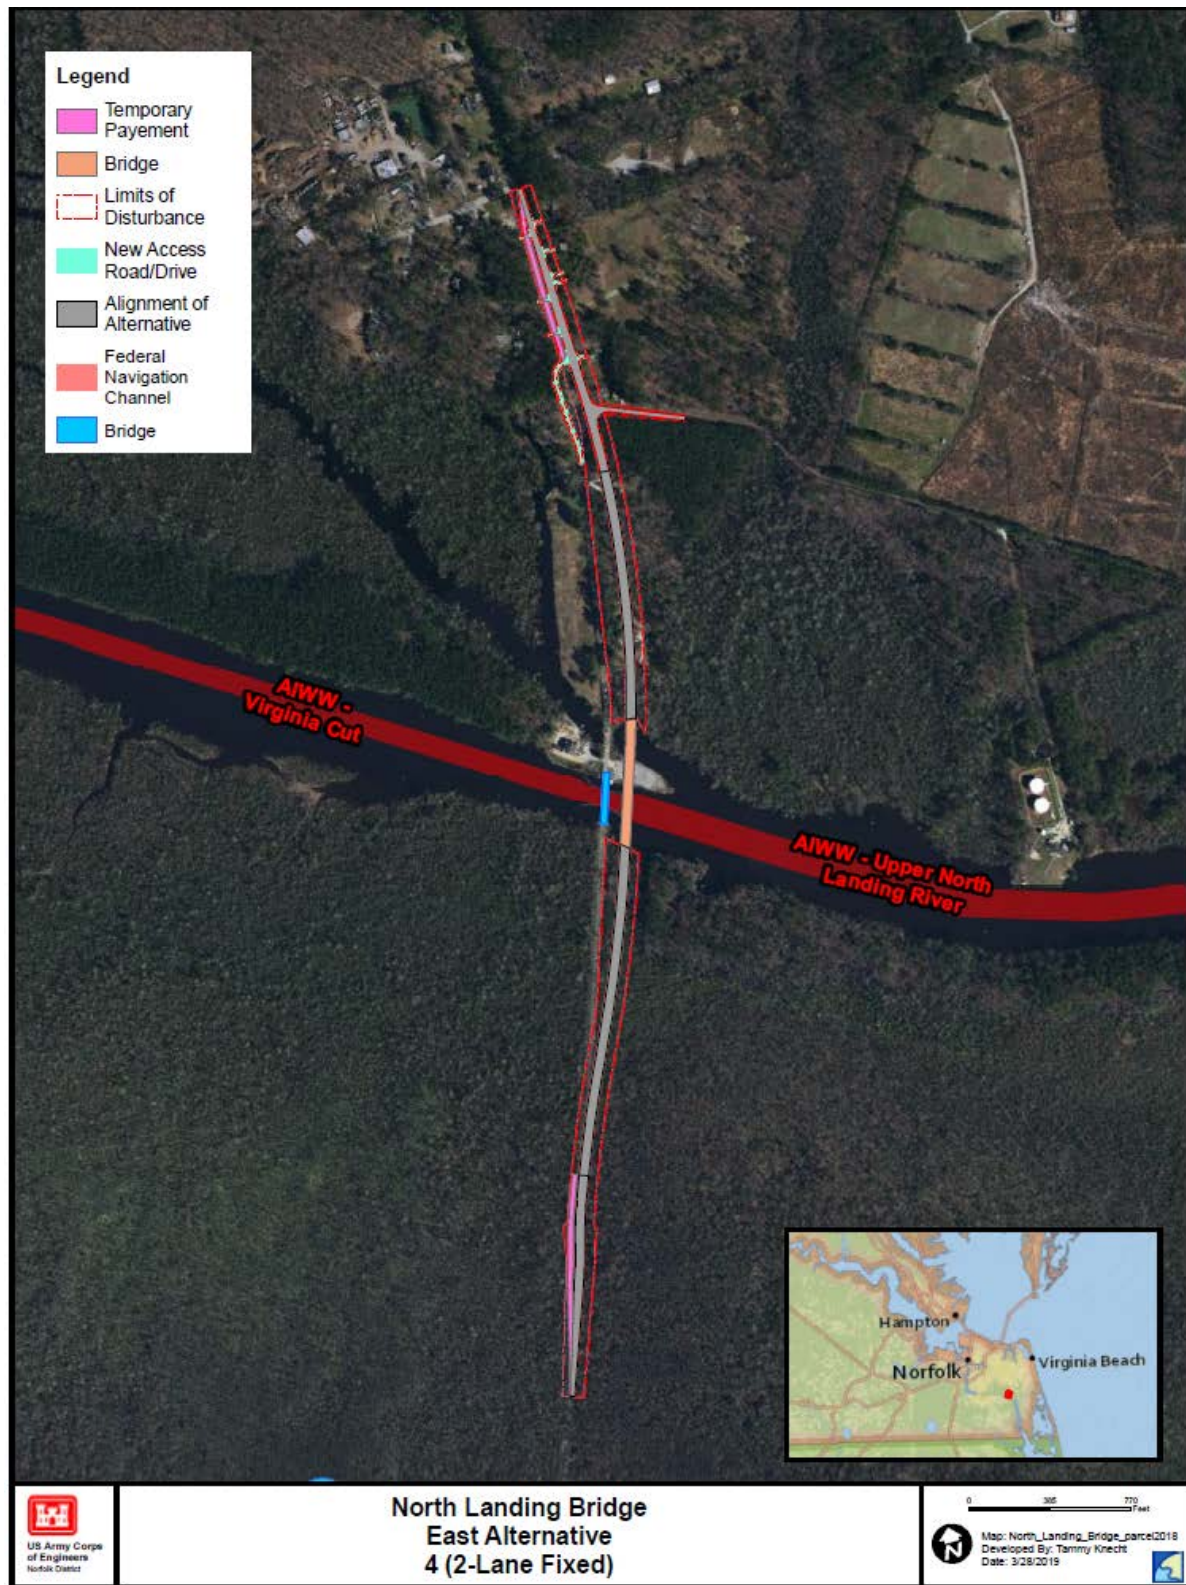 Legend
Temporary
Payement
Bridge
Limits of
Disturbance
New Access
Road/Drive
Alignment of
Alternative
Federal
Navigation
Channel
Bridge
AIWW -
Virginia Cut
AIWW - Upper North
Landing River
Hampton
Norfolk
Virginia Beach
US Army Corps
of Engineers
Norfolk District
North Landing Bridge
East Alternative
4 (2-Lane Fixed)
0 385 770
Feet
N
Map: North_Landing_Bridge_parcel2018
Developed By: Tammy Knecht
Date: 3/28/2019